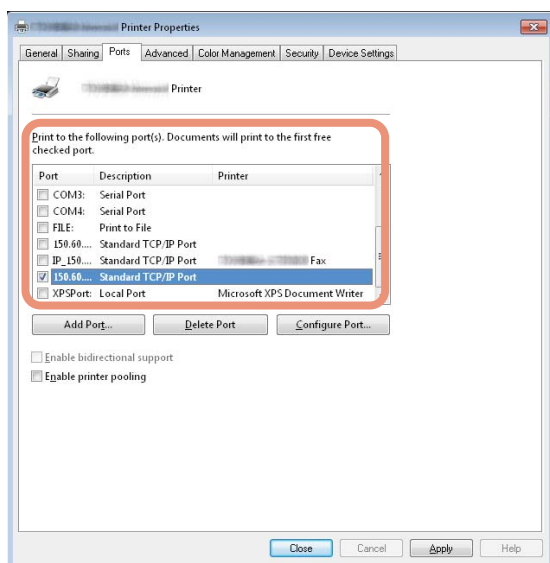 Printer Properties
General Sharing Ports Advanced Color Management Security Device Settings
Printer
Print to the following port(s). Documents will print to the first free
checked port.
Port Description Printer
COM3: Serial Port
COM4: Serial Port
FILE: Print to File
150.60.... Standard TCP/IP Port
IP_150.... Standard TCP/IP Port Fax
150.60.... Standard TCP/IP Port
XPSPort: Local Port Microsoft XPS Document Writer
Add Port... Delete Port Configure Port...
Enable bidirectional support
Enable printer pooling
Close Cancel Apply Help